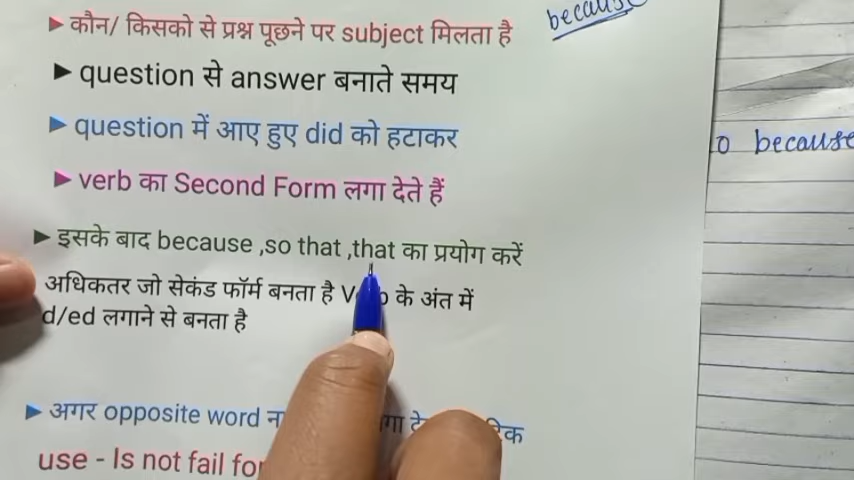 because
▶ कौन/ किसको से प्रश्न पूछने पर subject मिलता है
▶ question से answer बनाते समय
▶ question में आए हुए did को हटाकर
because
▶ verb का Second Form लगा देते हैं
▶ इसके बाद because ,so that ,that का प्रयोग करें
अधिकतर जो सेकंड फॉर्म बनता है के अंत में
d/ed लगाने से बनता है
▶ अगर opposite word
use - Is not